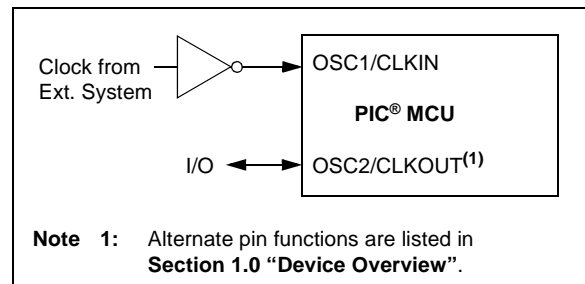 Clock from
Ext. System
OSC1/CLKIN
PIC® MCU
I/O
OSC2/CLKOUT(1)
Note 1: Alternate pin functions are listed in
Section 1.0 “Device Overview”.